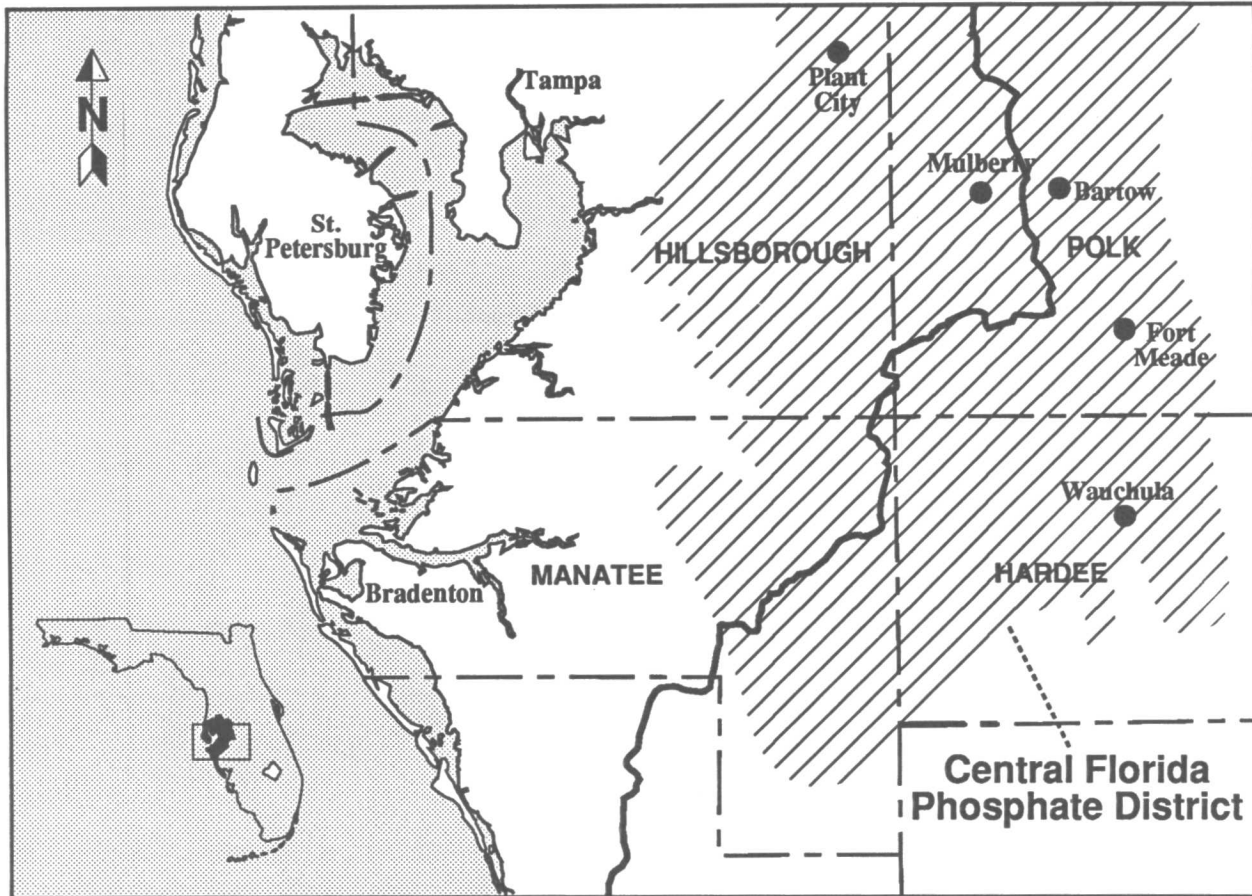 N
Tampa
Plant
City
Mulberry
Bartow
St.
Petersburg
HILLSBOROUGH
POLK
Fort
Meade
Wauchula
MANATEE
HARDEE
Bradenton
Central Florida
Phosphate District